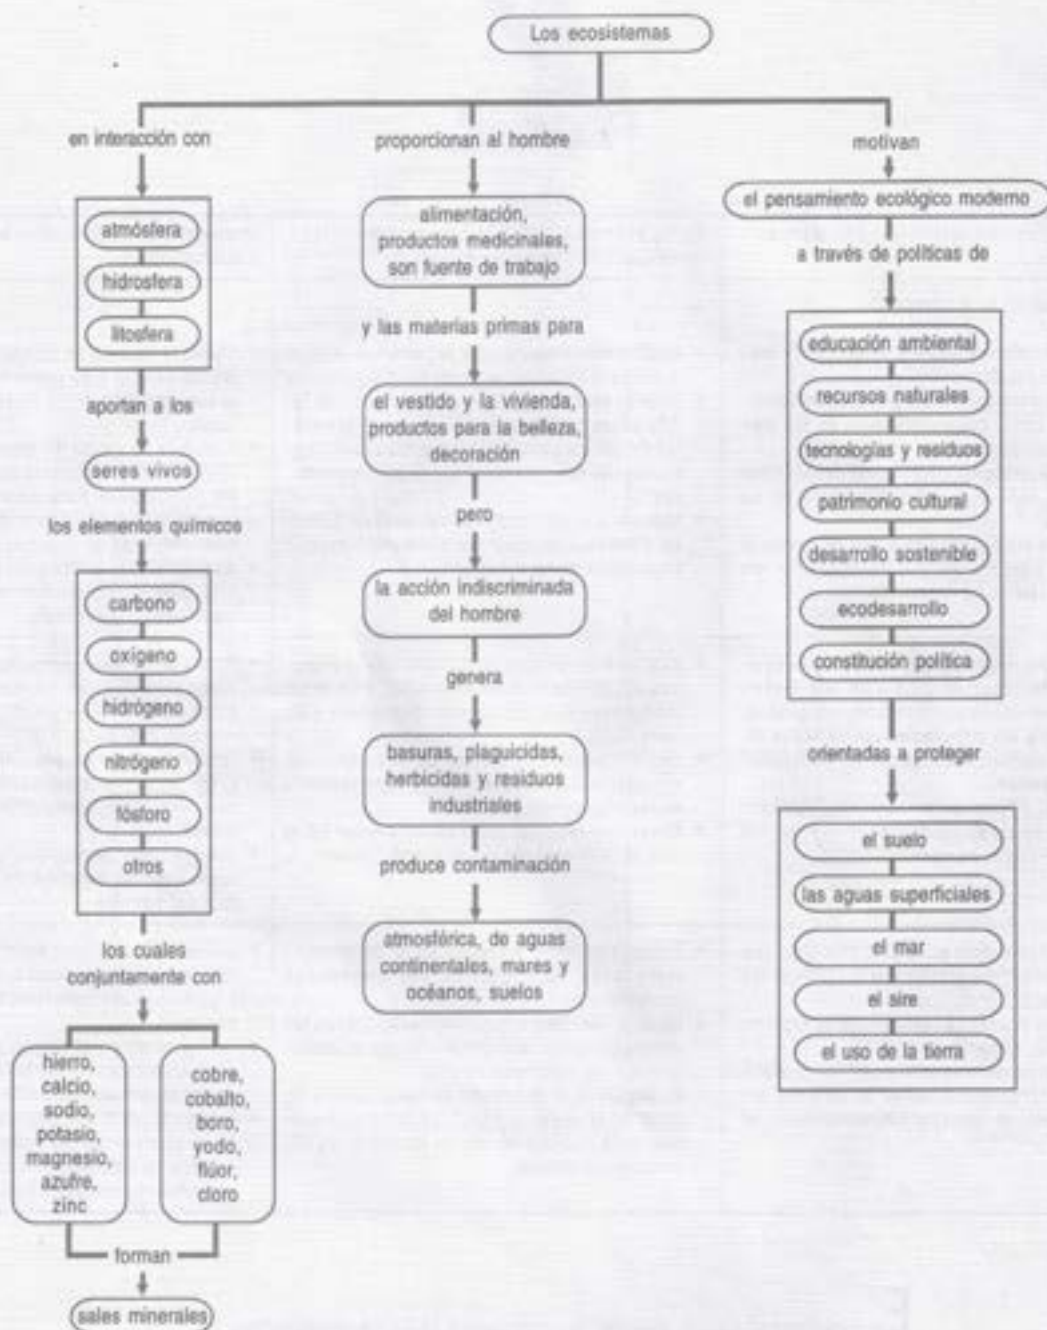 Los ecosistemas
en interacción con
atmósfera
hidrosfera
litosfera
aportan a los
seres vivos
los elementos químicos
carbono
oxígeno
hidrógeno
nitrógeno
fósforo
otros
los cuales
conjuntamente con
hierro,
calcio,
sodio,
potasio,
magnesio,
azufre,
zinc
cobre,
cobalto,
boro,
yodo,
flúor,
cloro
forman
sales minerales
proporcionan al hombre
alimentación,
productos medicinales,
son fuente de trabajo
y las materias primas para
el vestido y la vivienda,
productos para la belleza,
decoración
pero
la acción indiscriminada
del hombre
genera
basuras, plaguicidas,
herbicidas y residuos
industriales
produce contaminación
atmosférica, de aguas
continentales, mares y
océanos, suelos
motivan
el pensamiento ecológico moderno
a través de políticas de
educación ambiental
recursos naturales
tecnologías y residuos
patrimonio cultural
desarrollo sostenible
ecodesarrollo
constitución política
orientadas a proteger
el suelo
las aguas superficiales
el mar
el aire
el uso de la tierra